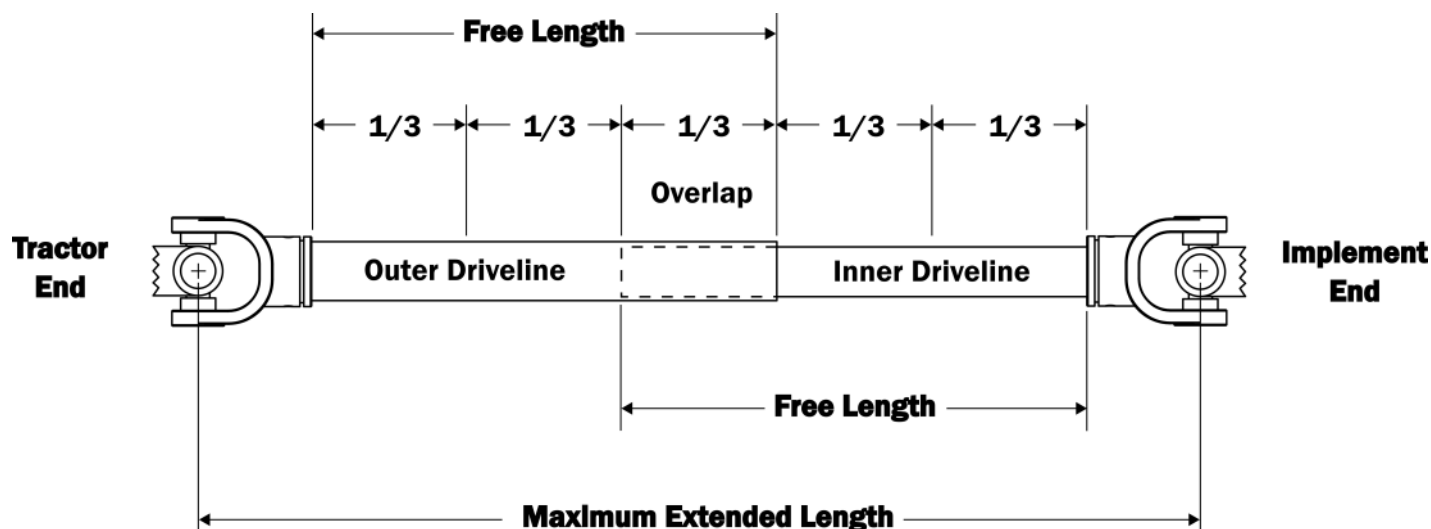 Free Length
1/3 1/3 1/3 1/3 1/3
Overlap
Tractor
End
Outer Driveline
Inner Driveline
Implement
End
Free Length
Maximum Extended Length